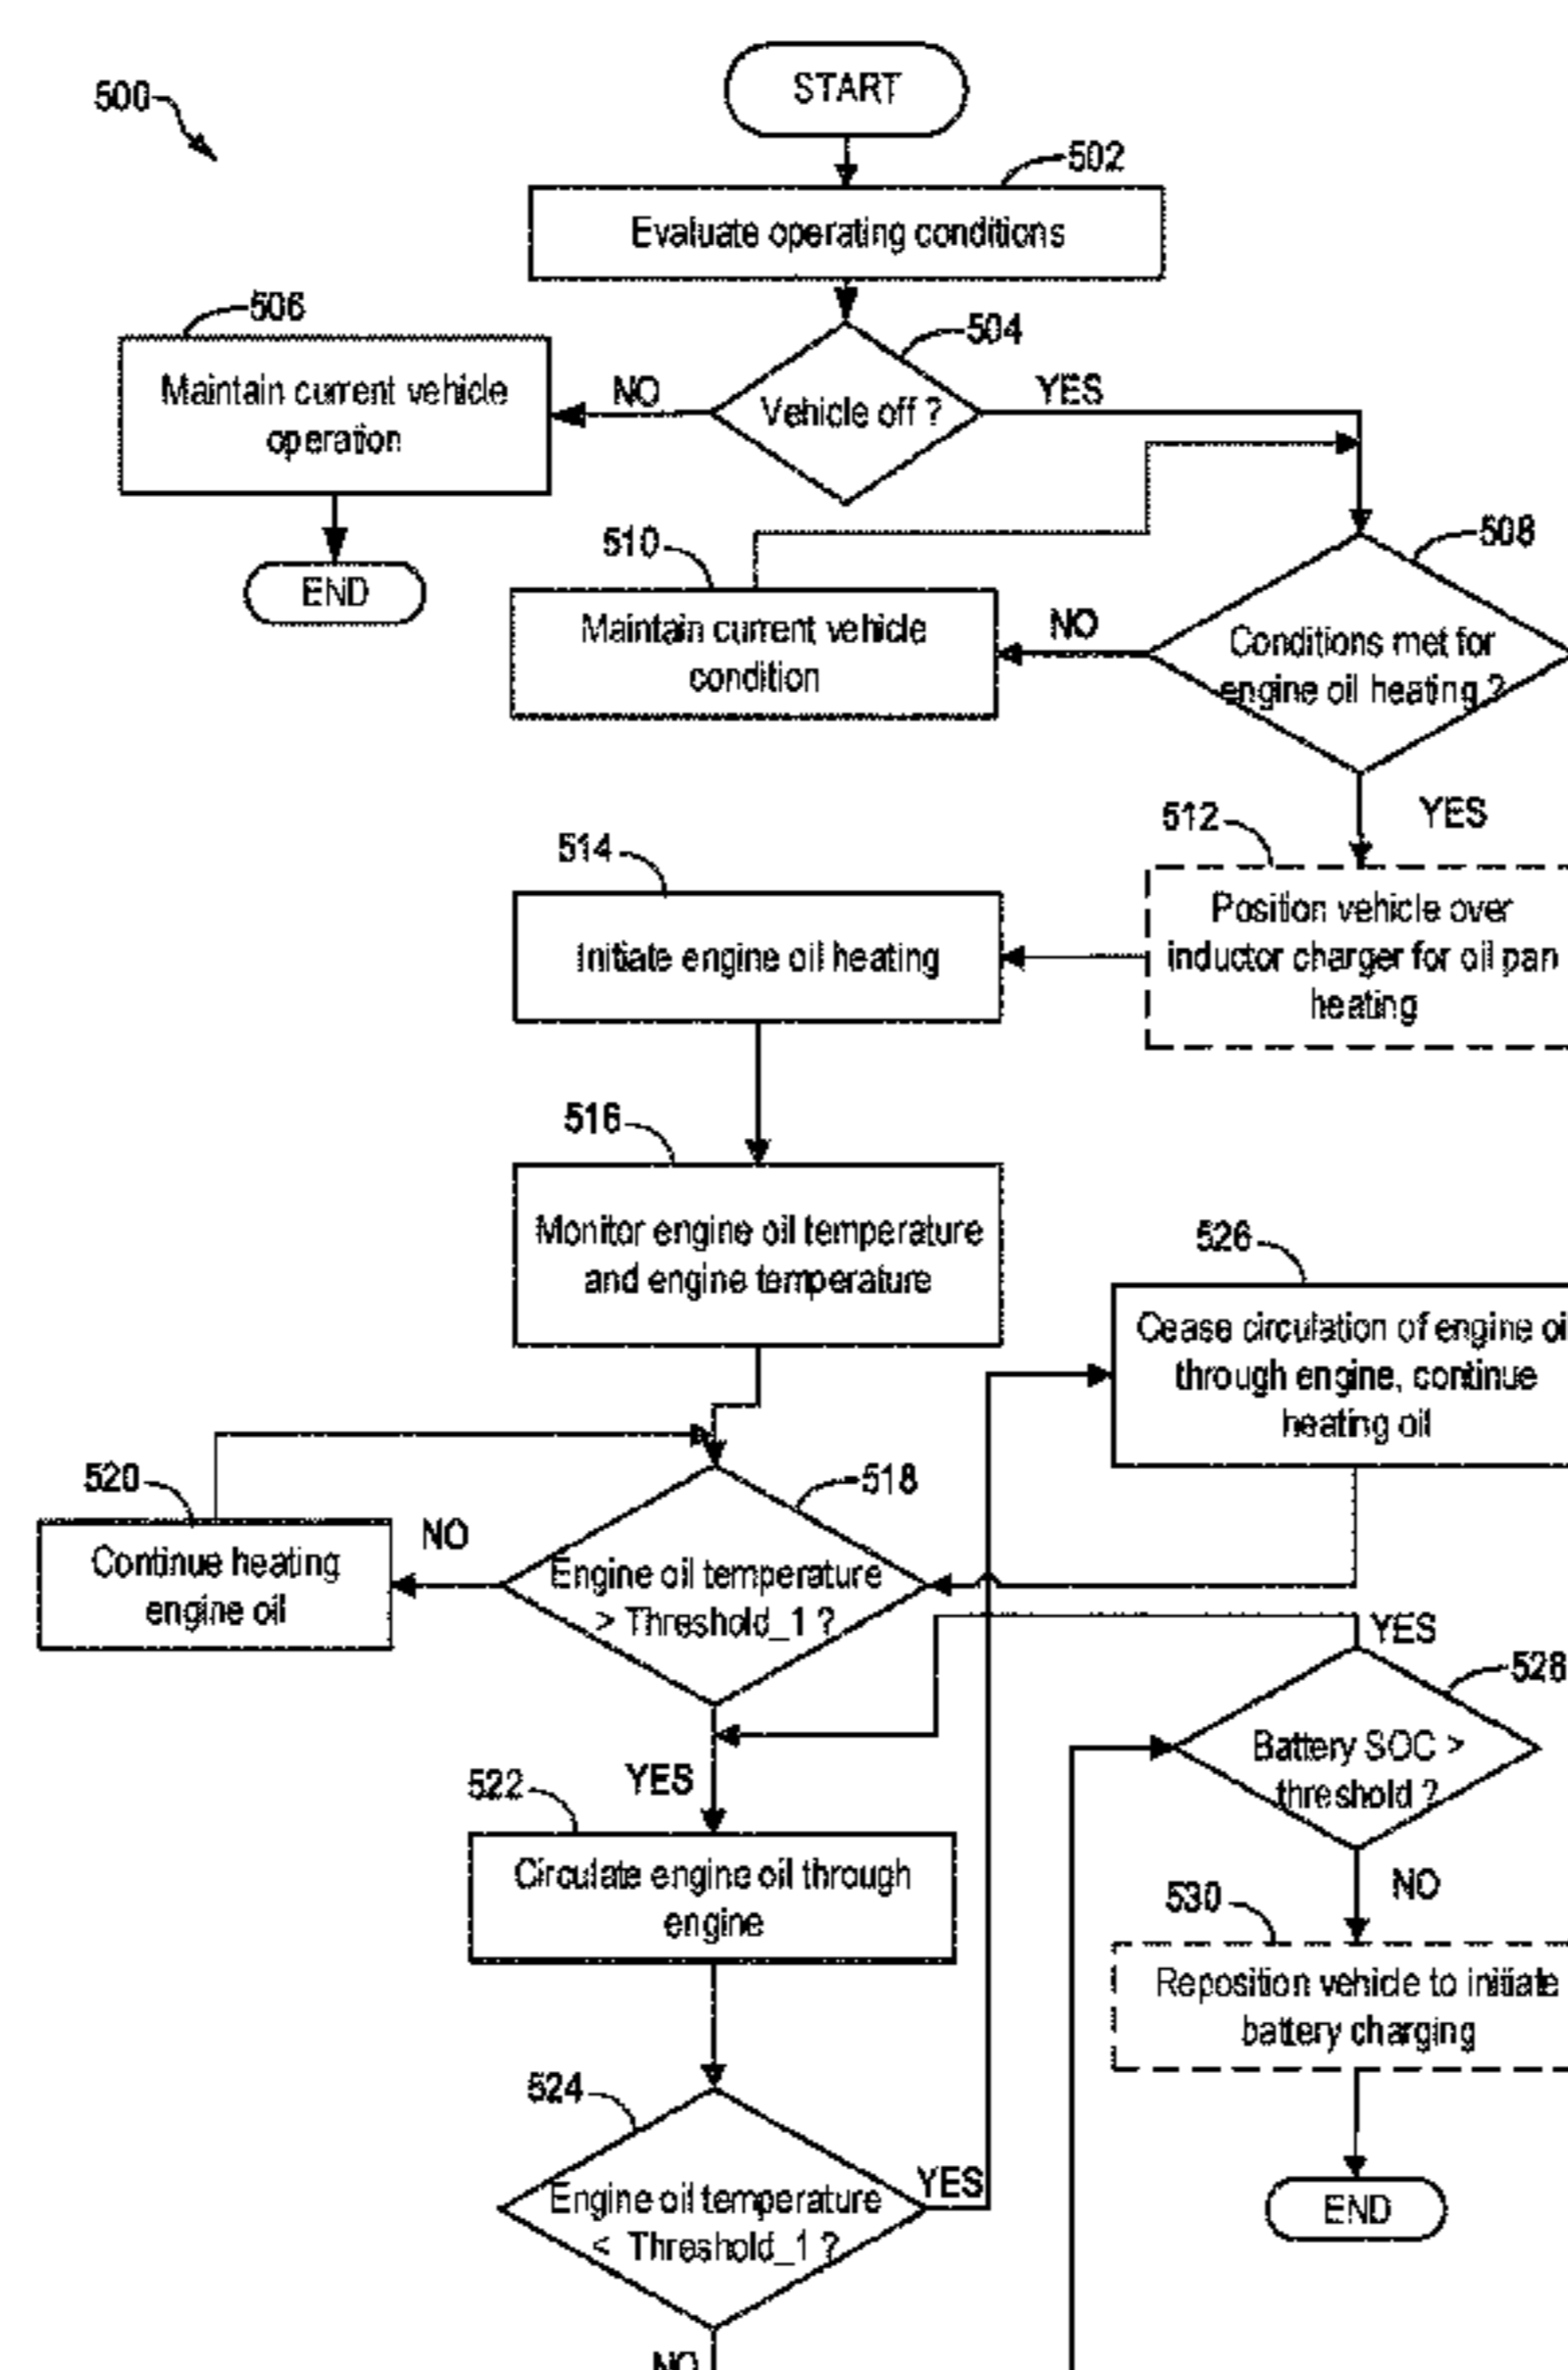 500
START
502
Evaluate operating conditions
506
504
Maintain current vehicle
operation
NO
Vehicle off ?
YES
END
510
508
Maintain current vehicle
condition
NO
Conditions met for
engine oil heating ?
YES
514
512
Initiate engine oil heating
Position vehicle over
inductor charger for oil pan
heating
516
Monitor engine oil temperature
and engine temperature
526
Cease circulation of engine oi
through engine, continue
heating oil
520
518
Continue heating
engine oil
NO
Engine oil temperature
> Threshold_1 ?
YES
528
Battery SOC >
threshold ?
YES
522
Circulate engine oil through
engine
NO
530
Reposition vehicle to initiate
battery charging
524
Engine oil temperature
< Threshold_1 ?
YES
END
NO